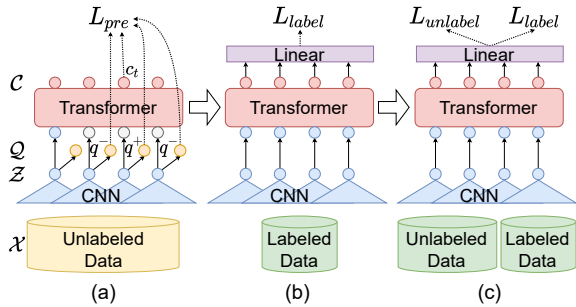 L_pre
L_label
L_unlabel L_label
Linear
Linear
c_t
C
Transformer
Transformer
Transformer
Q
q^- q^+ q^-
Z
CNN
CNN
CNN
X
Unlabeled
Data
Labeled
Data
Unlabeled
Data
Labeled
Data
(a)
(b)
(c)